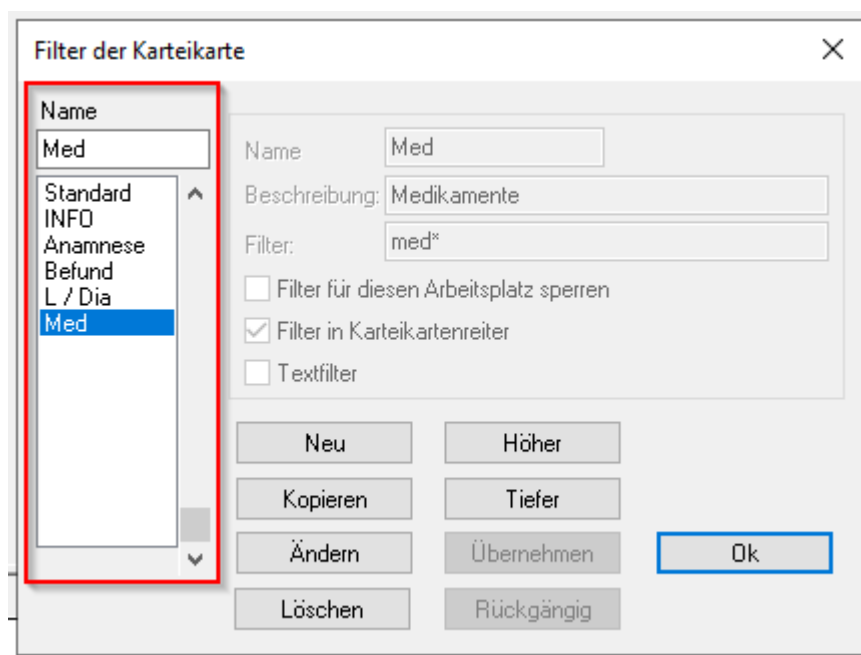 Filter der Karteikarte
Name
Med
Standard
INFO
Anamnese
Befund
L / Dia
Med
Name Med
Beschreibung: Medikamente
Filter: med*
Filter für diesen Arbeitsplatz sperren
Filter in Karteikartenreiter
Textfilter
Neu Höher
Kopieren Tiefer
Ändern Übernehmen Ok
Löschen Rückgängig